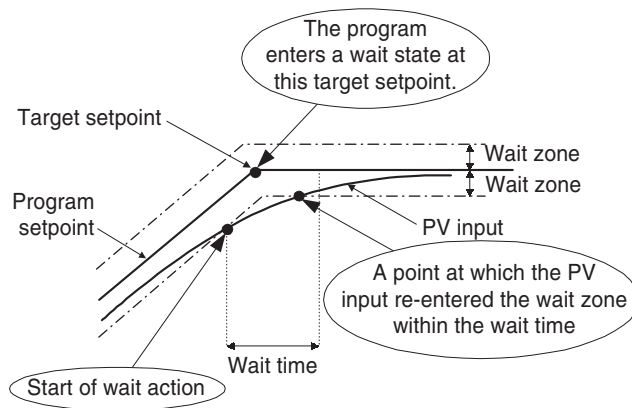 The program
enters a wait state at
this target setpoint.
Target setpoint
Wait zone
Wait zone
Program
setpoint
PV input
A point at which the PV
input re-entered the wait zone
within the wait time
Wait time
Start of wait action